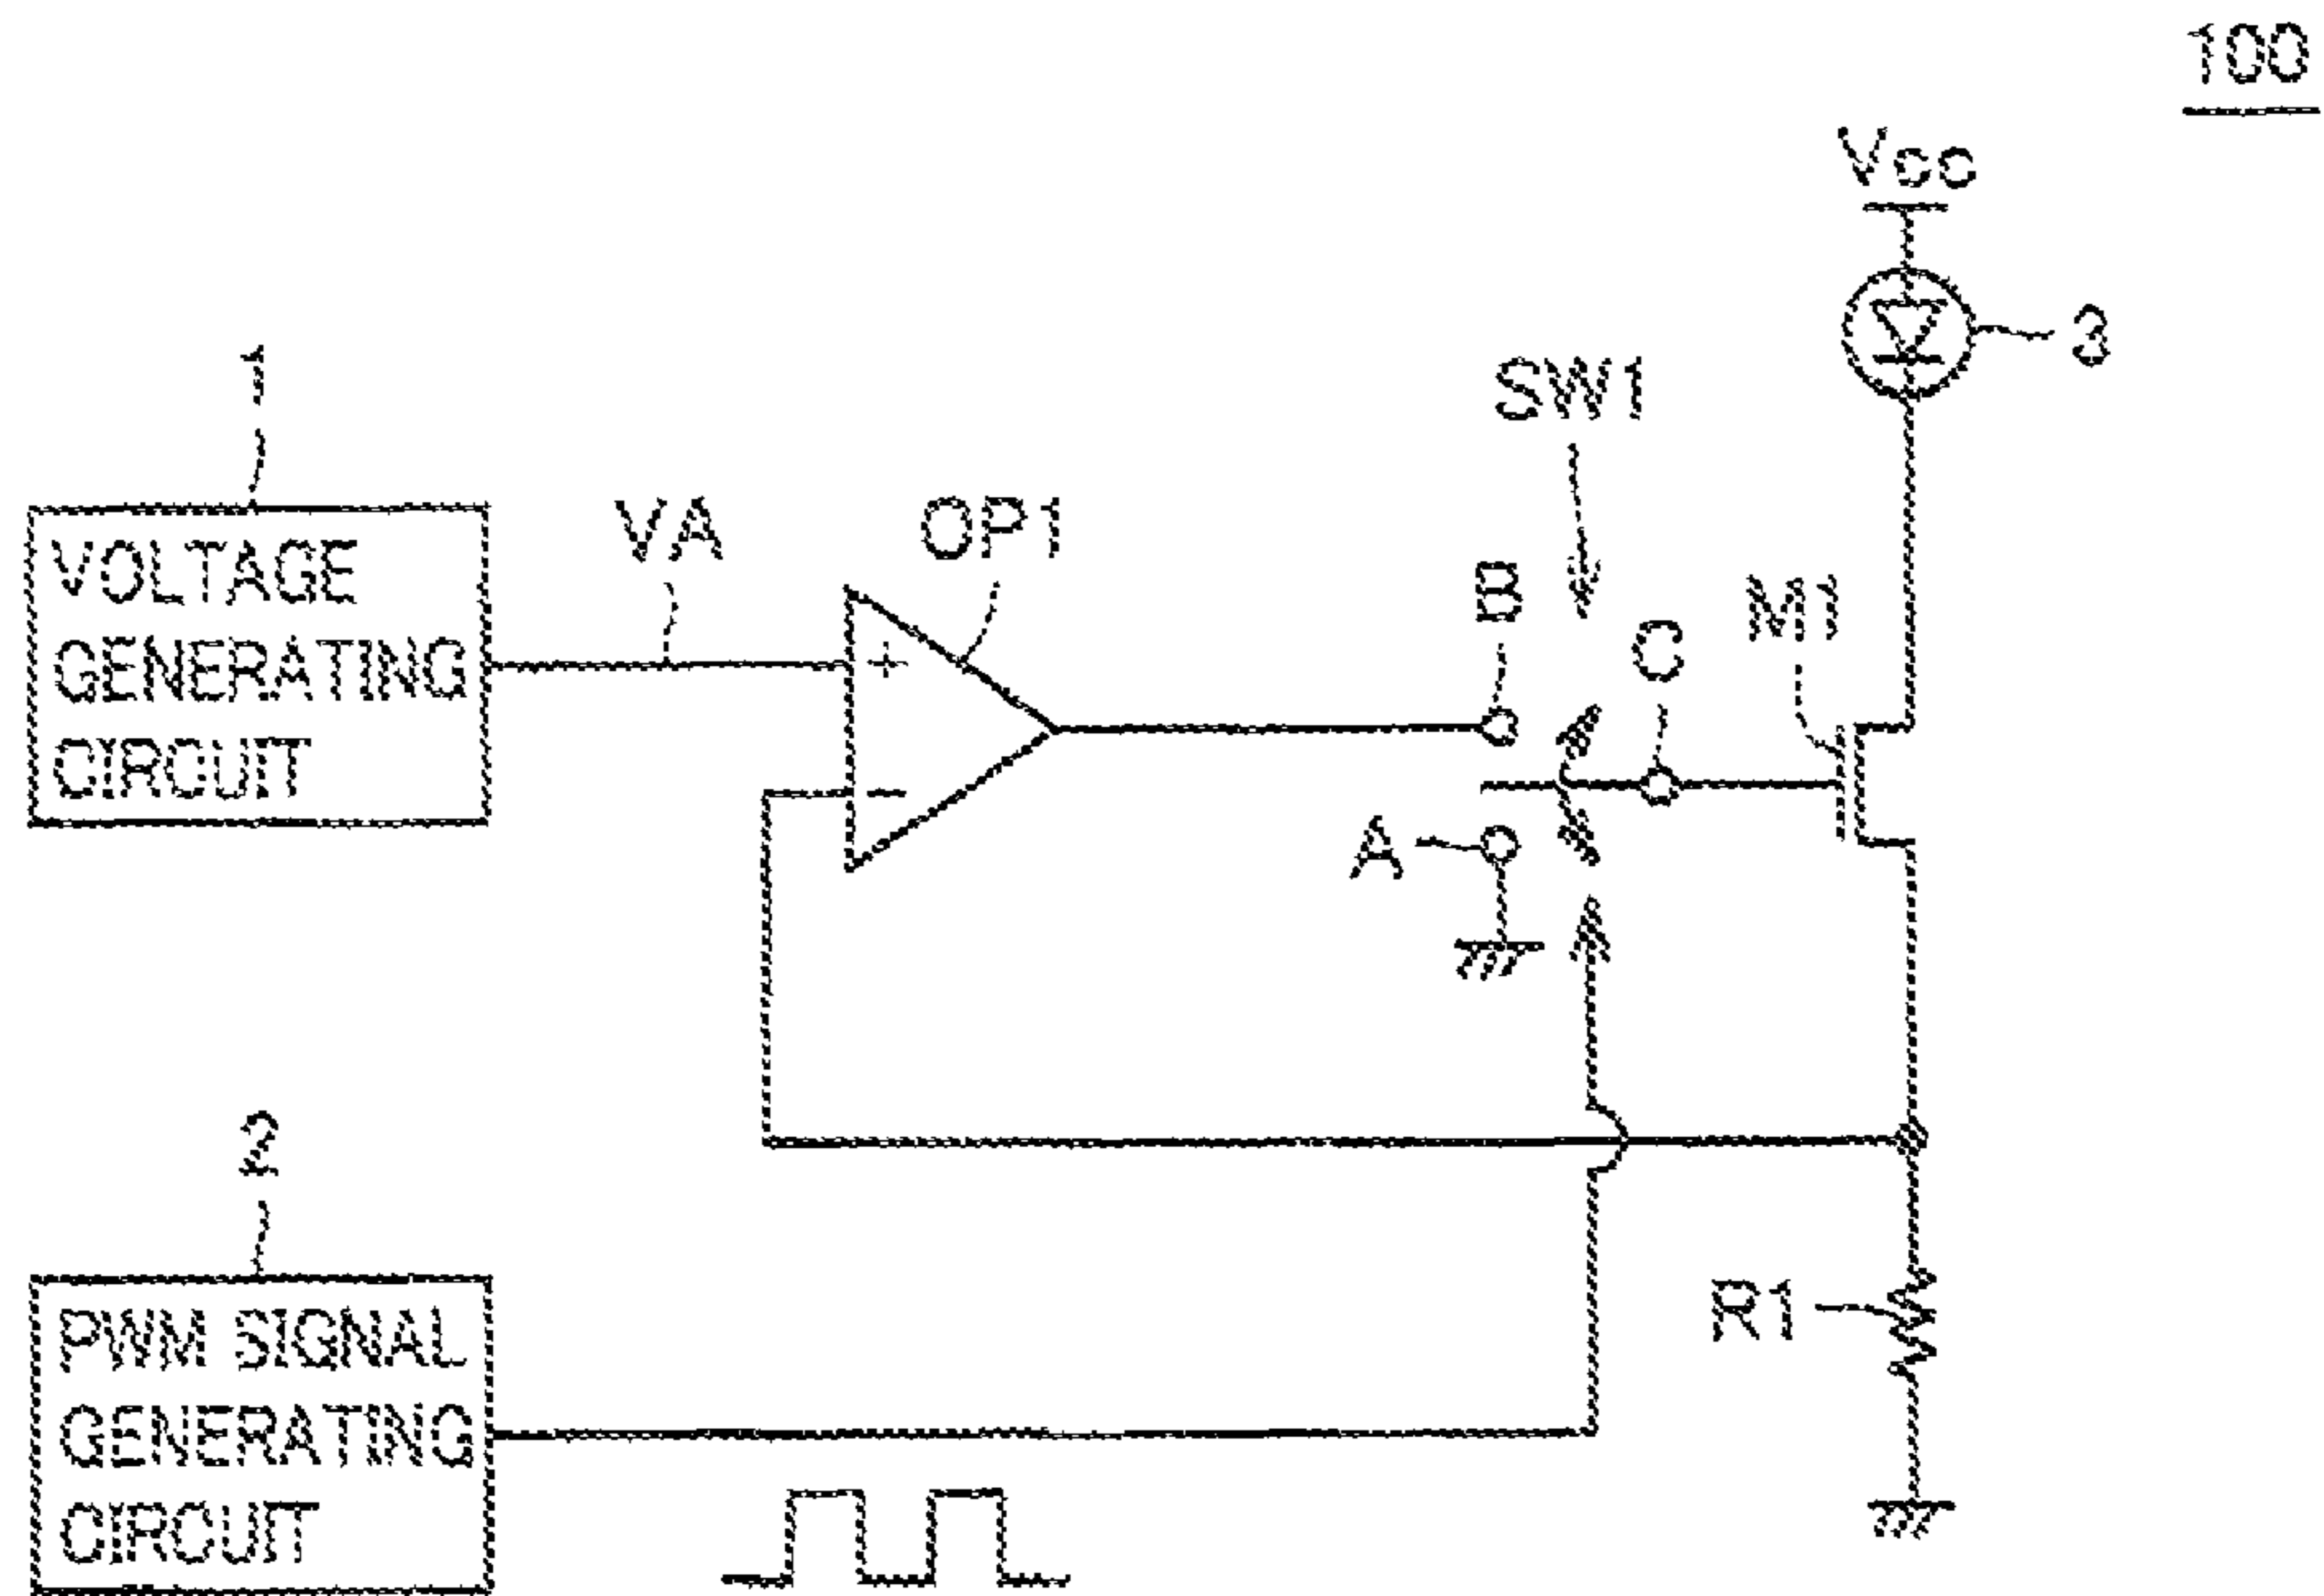 100
Vcc
3
SW1
1
VA
OP1
B
C
M1
VOLTAGE
GENERATING
CIRCUIT
+
−
A
2
R1
PWM SIGNAL
GENERATING
CIRCUIT